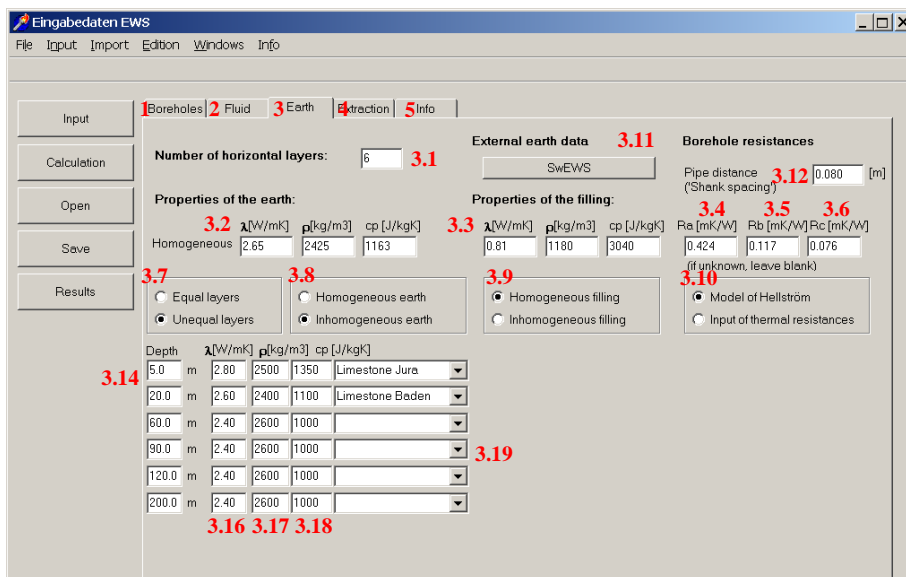 Eingabedaten EWS
File Input Import Edition Windows Info
Input
Calculation
Open
Save
Results
1 Boreholes 2 Fluid 3 Earth 4 Extraction 5 Info
Number of horizontal layers: 6 3.1
External earth data 3.11
SwEWS
Borehole resistances
Pipe distance 3.12 0.080 [m]
('Shank spacing')
Properties of the earth:
3.2 λ[W/mK] ρ[kg/m3] cp [J/kgK]
Homogeneous 2.65 2425 1163
Properties of the filling:
3.3 λ[W/mK] ρ[kg/m3] cp [J/kgK]
0.81 1180 3040
3.4 3.5 3.6
Ra [mK/W] Rb [mK/W] Rc [mK/W]
0.424 0.117 0.076
(if unknown, leave blank)
3.7
Equal layers
Unequal layers
3.8
Homogeneous earth
Inhomogeneous earth
3.9
Homogeneous filling
Inhomogeneous filling
3.10
Model of Hellström
Input of thermal resistances
Depth λ[W/mK] ρ[kg/m3] cp [J/kgK]
3.14 5.0 m 2.80 2500 1350 Limestone Jura
20.0 m 2.60 2400 1100 Limestone Baden
60.0 m 2.40 2600 1000
90.0 m 2.40 2600 1000 3.19
120.0 m 2.40 2600 1000
200.0 m 2.40 2600 1000
3.16 3.17 3.18